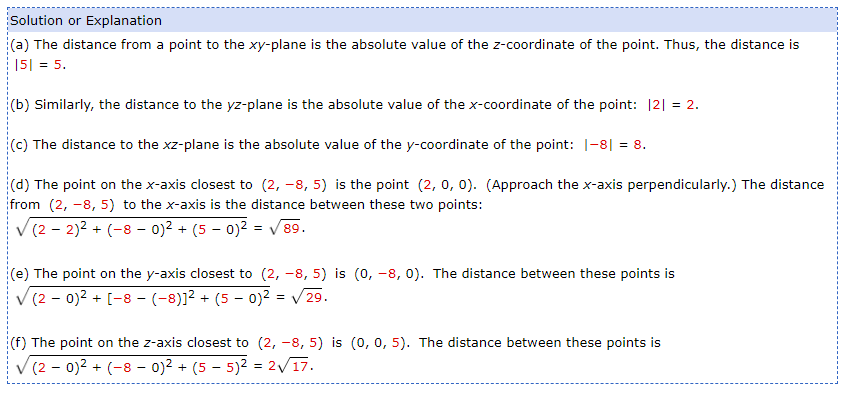 Solution or Explanation
(a) The distance from a point to the xy-plane is the absolute value of the z-coordinate of the point. Thus, the distance is
|5| = 5.
(b) Similarly, the distance to the yz-plane is the absolute value of the x-coordinate of the point: |2| = 2.
(c) The distance to the xz-plane is the absolute value of the y-coordinate of the point: |−8| = 8.
(d) The point on the x-axis closest to (2, −8, 5) is the point (2, 0, 0). (Approach the x-axis perpendicularly.) The distance
from (2, −8, 5) to the x-axis is the distance between these two points:
√(2 − 2)² + (−8 − 0)² + (5 − 0)² = √89.
(e) The point on the y-axis closest to (2, −8, 5) is (0, −8, 0). The distance between these points is
√(2 − 0)² + [−8 − (−8)]² + (5 − 0)² = √29.
(f) The point on the z-axis closest to (2, −8, 5) is (0, 0, 5). The distance between these points is
√(2 − 0)² + (−8 − 0)² + (5 − 5)² = 2√17.